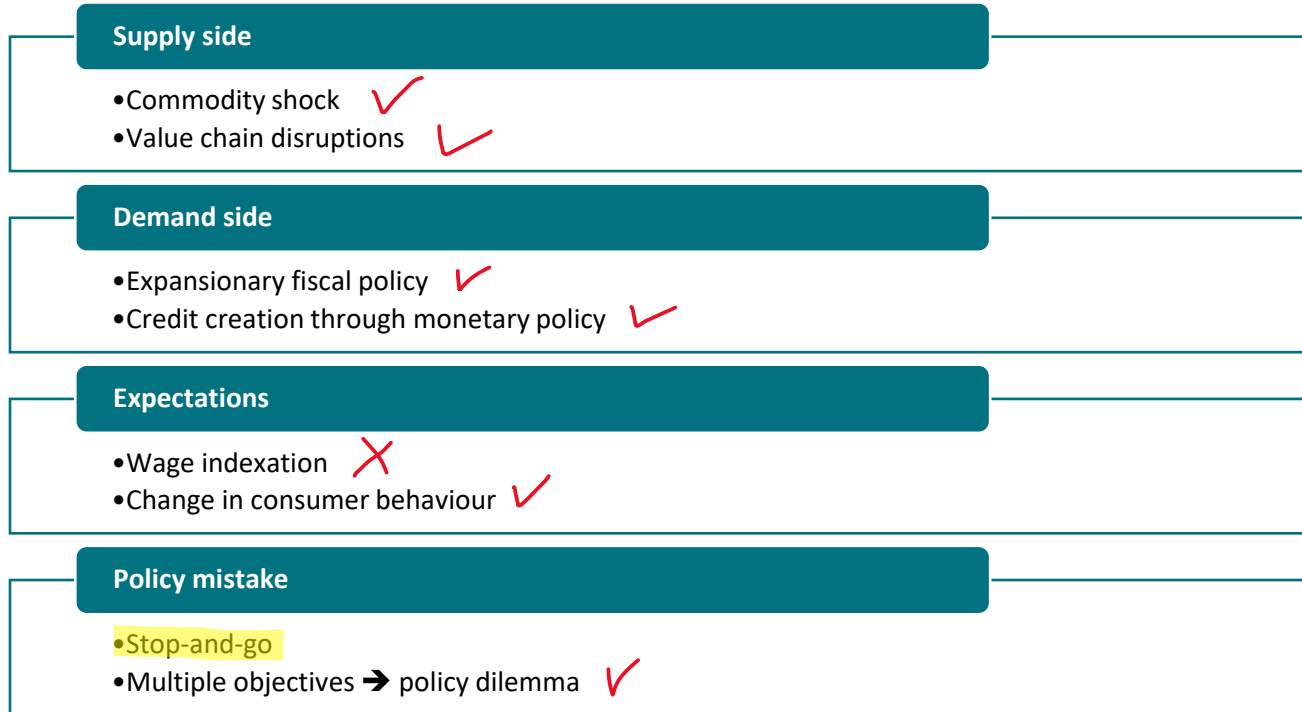 Supply side
•Commodity shock
•Value chain disruptions
Demand side
•Expansionary fiscal policy
•Credit creation through monetary policy
Expectations
•Wage indexation
•Change in consumer behaviour
Policy mistake
•Stop-and-go
•Multiple objectives ➔ policy dilemma